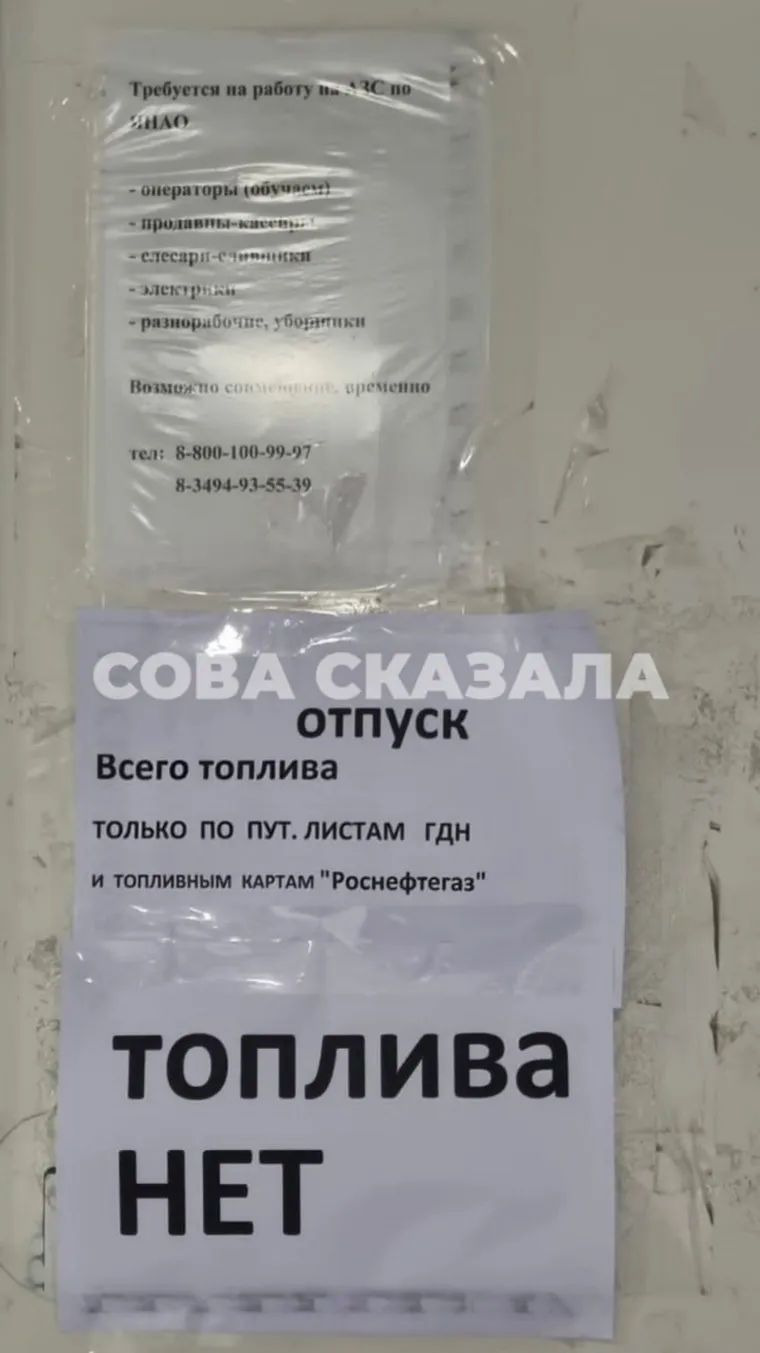 Требуется на работу на АЗС по
ЯНАО
- операторы (обучаем)
- продавцы-кассиры
- слесари-сливщики
- электрики
- разнорабочие, уборщики
Возможно совмещение, временно
тел: 8-800-100-99-97
8-3494-93-55-39
СОВА СКАЗАЛА
отпуск
Всего топлива
ТОЛЬКО ПО ПУТ. ЛИСТАМ ГДН
И ТОПЛИВНЫМ КАРТАМ "Роснефтегаз"
топлива
НЕТ